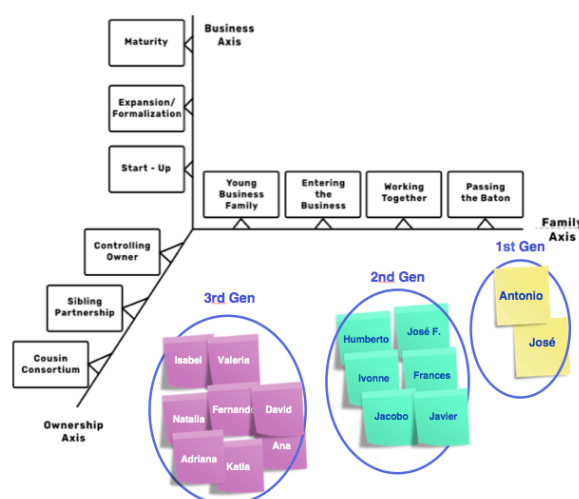 Business
Axis
Maturity
Expansion/
Formalization
Start - Up
Young
Business
Family
Entering
the
Business
Working
Together
Passing
the Baton
Family
Axis
Controlling
Owner
Sibling
Partnership
Cousin
Consortium
Ownership
Axis
3rd Gen
Isabel
Valeria
Natalia
Fernando
David
Adriana
Katia
Ana
2nd Gen
Humberto
José F.
Ivonne
Frances
Jacobo
Javier
1st Gen
Antonio
José